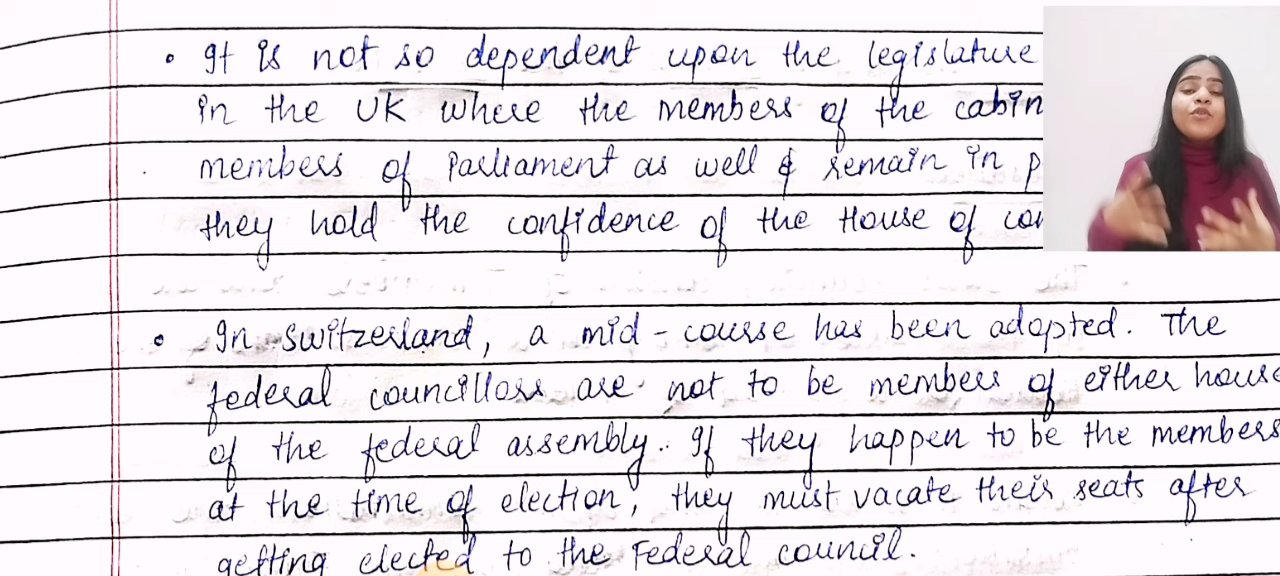 • It is not so dependent upon the legislature
in the UK where the members of the cabin
members of Parliament as well & remain in p
they hold the confidence of the House of con
• In Switzerland, a mid-course has been adopted. The
federal councillors are not to be members of either house
of the federal assembly. If they happen to be the members
at the time of election, they must vacate their seats after
getting elected to the Federal council.